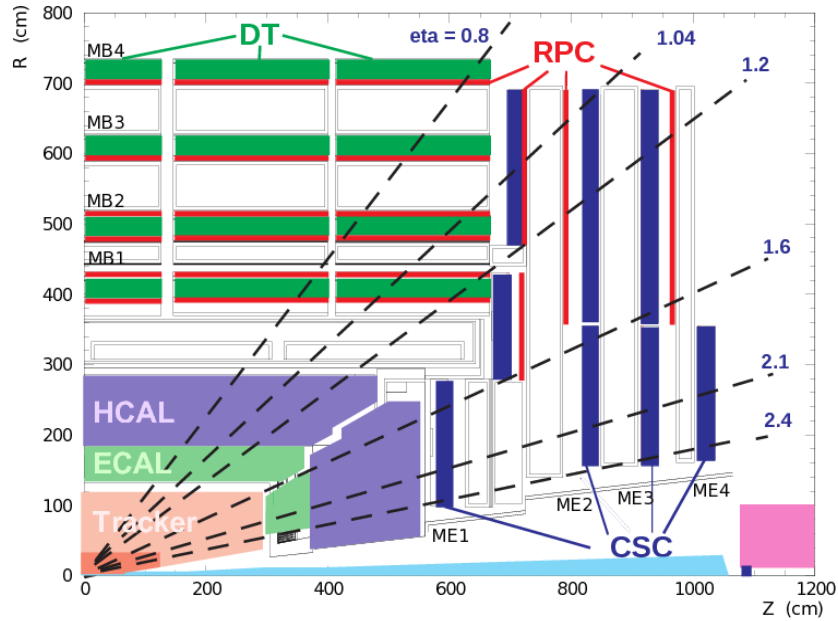 R (cm)
800
700
600
500
400
300
200
100
0
MB4
MB3
MB2
MB1
DT
eta = 0.8
RPC
1.04
1.2
1.6
2.1
2.4
HCAL
ECAL
Tracker
ME1
ME2
ME3
ME4
CSC
0
200
400
600
800
1000
1200
Z (cm)